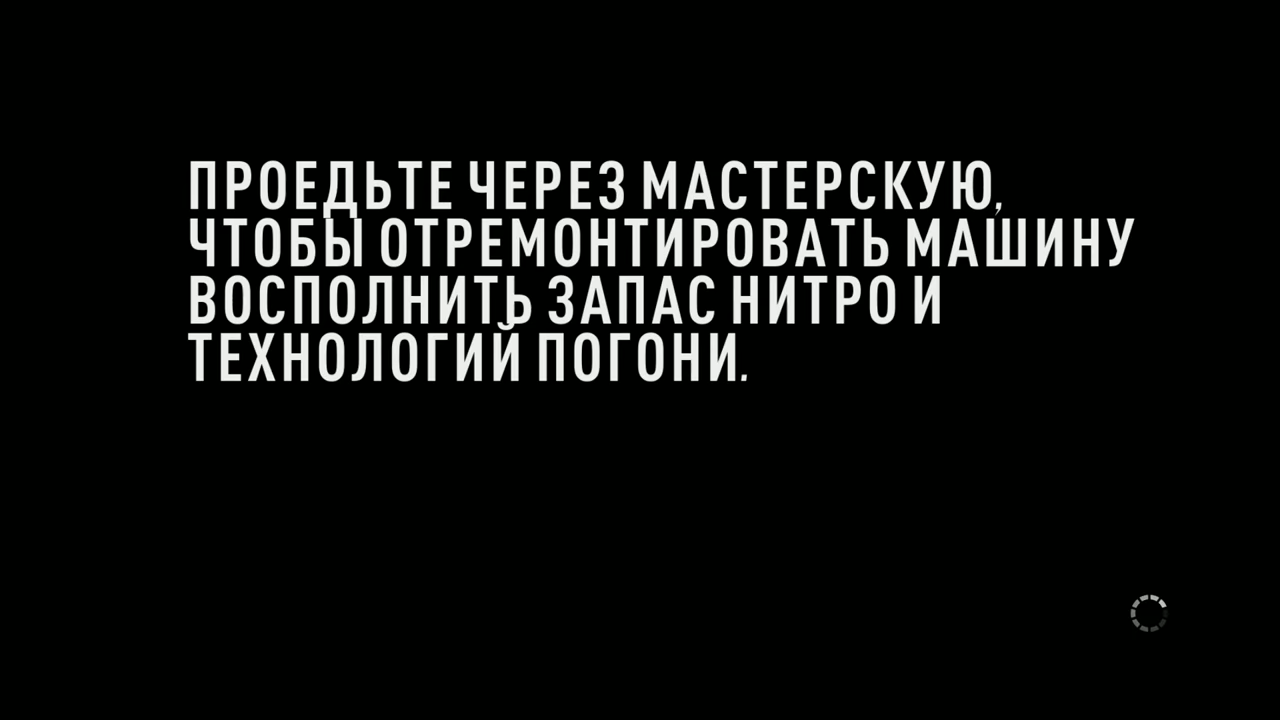 ПРОЕДЬТЕ ЧЕРЕЗ МАСТЕРСКУЮ,
ЧТОБЫ ОТРЕМОНТИРОВАТЬ МАШИНУ
ВОСПОЛНИТЬ ЗАПАС НИТРО И
ТЕХНОЛОГИЙ ПОГОНИ.